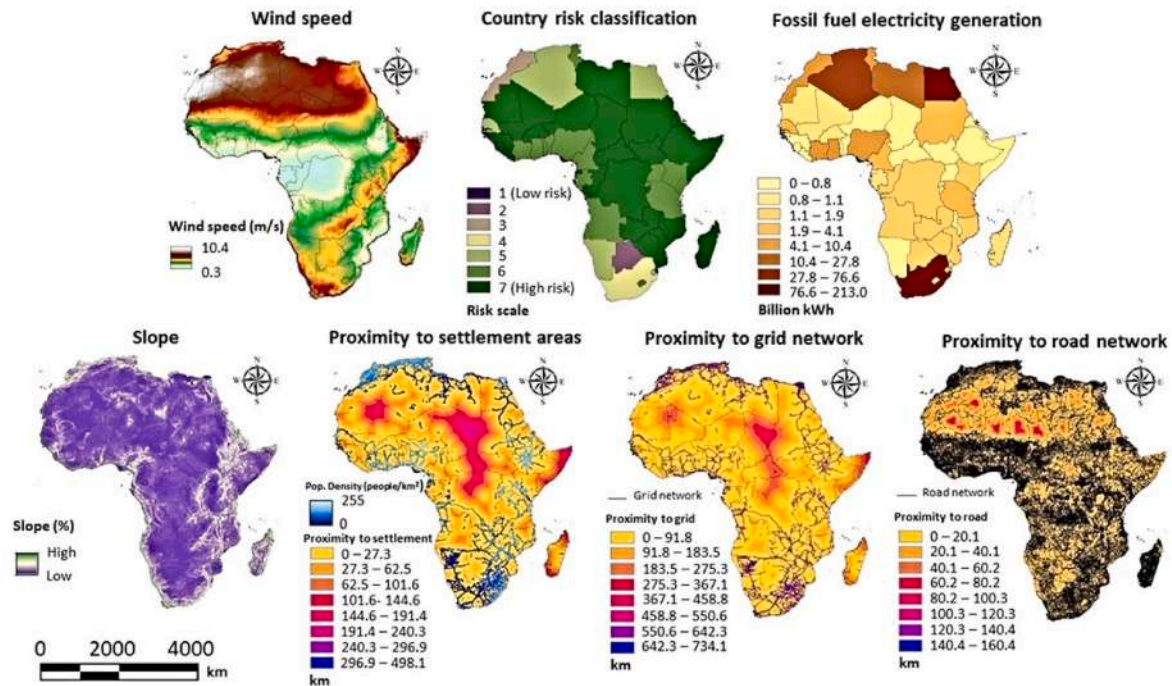 Wind speed
Country risk classification
Fossil fuel electricity generation
N
W E
S
N
W E
S
N
W E
S
Wind speed (m/s)
10.4
0.3
1 (Low risk)
2
3
4
5
6
7 (High risk)
Risk scale
0 – 0.8
0.8 – 1.1
1.1 – 1.9
1.9 – 4.1
4.1 – 10.4
10.4 – 27.8
27.8 – 76.6
76.6 – 213.0
Billion kWh
Slope
Proximity to settlement areas
Proximity to grid network
Proximity to road network
N
W E
S
N
W E
S
N
W E
S
N
W E
S
Slope (%)
High
Low
0 2000 4000
km
Pop. Density (people/km²)
255
0
Proximity to settlement
0 – 27.3
27.3 – 62.5
62.5 – 101.6
101.6- 144.6
144.6 – 191.4
191.4 – 240.3
240.3 – 296.9
296.9 – 498.1
km
Grid network
Proximity to grid
0 – 91.8
91.8 – 183.5
183.5 – 275.3
275.3 – 367.1
367.1 – 458.8
458.8 – 550.6
550.6 – 642.3
642.3 – 734.1
km
Road network
Proximity to road
0 – 20.1
20.1 – 40.1
40.1 – 60.2
60.2 – 80.2
80.2 – 100.3
100.3 – 120.3
120.3 – 140.4
140.4 – 160.4
km